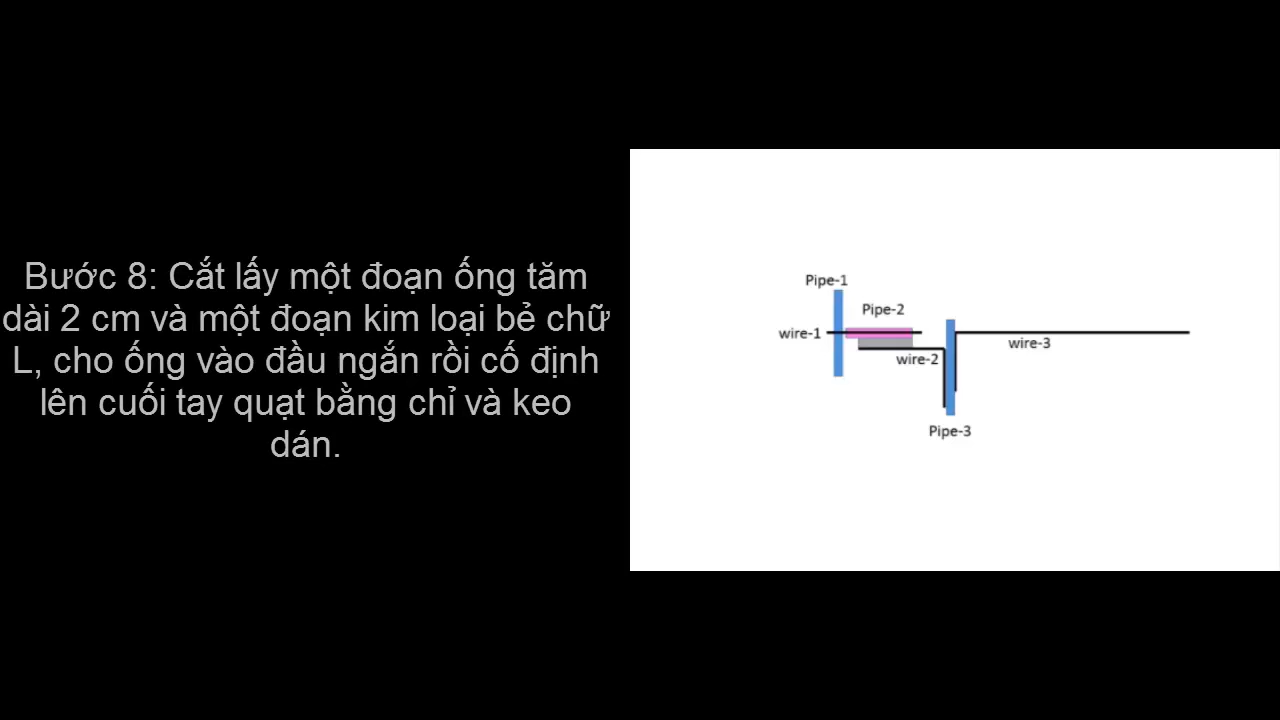 Bước 8: Cắt lấy một đoạn ống tăm
dài 2 cm và một đoạn kim loại bẻ chữ
L, cho ống vào đầu ngắn rồi cố định
lên cuối tay quạt bằng chỉ và keo
dán.
Pipe-1
Pipe-2
wire-1
wire-2
wire-3
Pipe-3